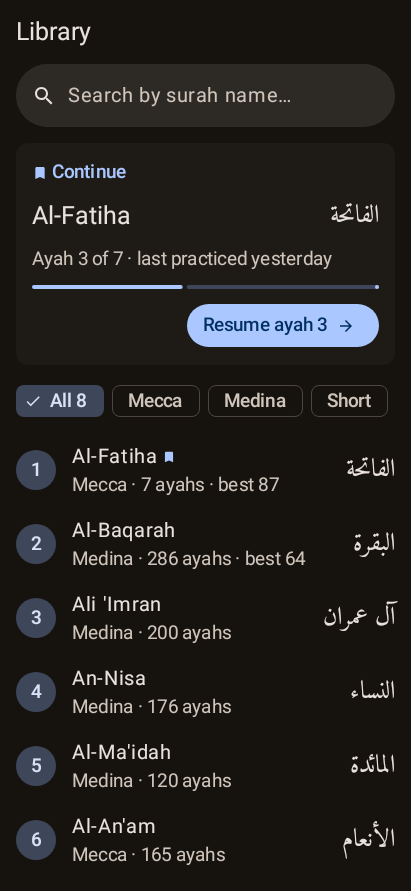 Library
Search by surah name…
Continue
Al-Fatiha الفاتحة
Ayah 3 of 7 · last practiced yesterday
Resume ayah 3
All 8 Mecca Medina Short
1 Al-Fatiha الفاتحة
Mecca · 7 ayahs · best 87
2 Al-Baqarah البقرة
Medina · 286 ayahs · best 64
3 Ali 'Imran آل عمران
Medina · 200 ayahs
4 An-Nisa النساء
Medina · 176 ayahs
5 Al-Ma'idah المائدة
Medina · 120 ayahs
6 Al-An'am الأنعام
Mecca · 165 ayahs